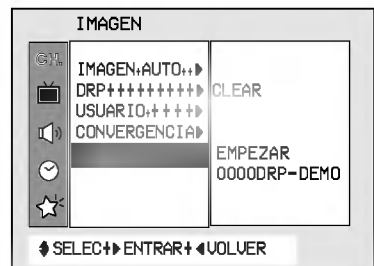 IMAGEN
CH.
IMAGEN+AUTO++▶
DRP+++++++++▶ CLEAR
USUARIO+++++▶
CONVERGENCIA▶
EMPEZAR
0000DRP-DEMO
SELEC+▶ENTRAR+◀VOLVER